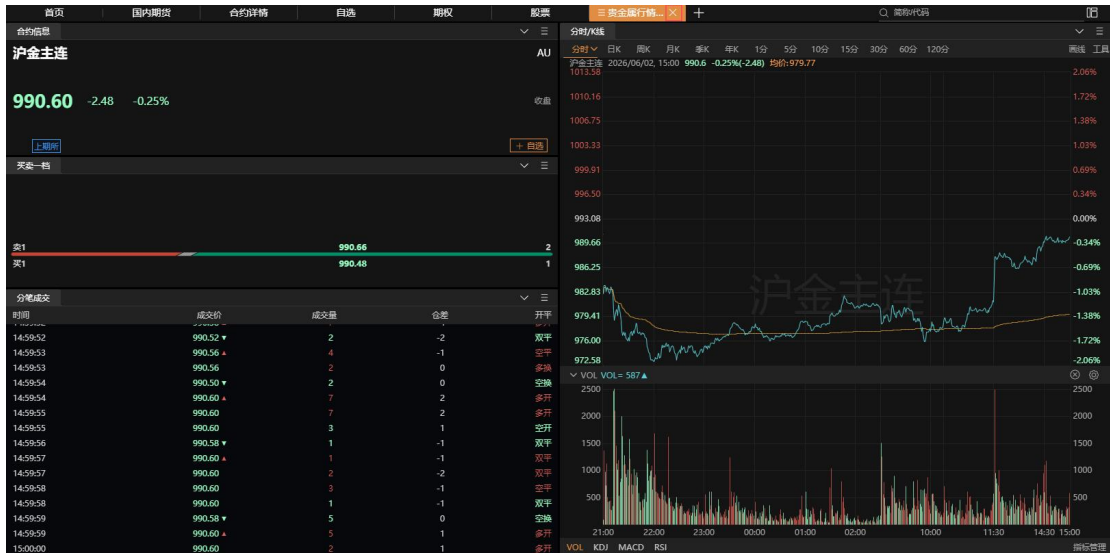 首页 国内期货 合约详情 自选 期权 股票 贵金属行情... × + 简称/代码
合约信息
沪金主连 AU
990.60 -2.48 -0.25% 收盘
上期所 + 自选
买卖一档
卖1 990.66 2
买1 990.48 1
分笔成交
时间 成交价 成交量 仓差 开平
14:59:52 990.52▼ 2 -2 双平
14:59:53 990.56▲ 4 -1 空平
14:59:53 990.56 2 0 多换
14:59:54 990.50▼ 2 0 空换
14:59:54 990.60▲ 7 2 多开
14:59:55 990.60 7 2 多开
14:59:55 990.60 3 1 空开
14:59:56 990.58▼ 1 -1 双平
14:59:57 990.60▲ 1 -1 双平
14:59:57 990.60 2 -2 双平
14:59:58 990.60 3 -1 空平
14:59:58 990.60 1 -1 双平
14:59:59 990.58▼ 5 0 空换
14:59:59 990.60▲ 5 1 多开
15:00:00 990.60 2 1 多开
分时/K线
分时 日K 周K 月K 季K 年K 1分 5分 10分 15分 30分 60分 120分 画线 工具
沪金主连 2026/06/02, 15:00 990.6 -0.25%(-2.48) 均价:979.77
1013.58 2.06%
1010.16 1.72%
1006.75 1.38%
1003.33 1.03%
999.91 0.69%
996.50 0.34%
993.08 0.00%
989.66 -0.34%
986.25 -0.69%
982.83 -1.03%
沪金主连
979.41 -1.38%
976.00 -1.72%
972.58 -2.06%
VOL VOL= 587▲
2500 2500
2000 2000
1500 1500
1000 1000
500 500
21:00 22:00 23:00 00:00 01:00 02:00 10:00 11:30 14:30 15:00
VOL KDJ MACD RSI 指标管理